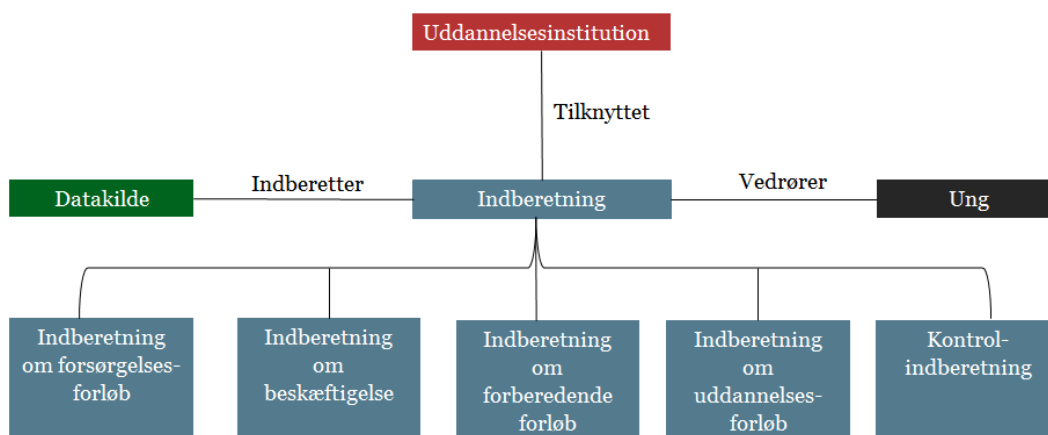 Uddannelsesinstitution
Tilknyttet
Datakilde
Indberetter
Indberetning
Vedrører
Ung
Indberetning
om forsørgelses-
forløb
Indberetning
om
beskæftigelse
Indberetning
om
forberedende
forløb
Indberetning
om
uddannelses-
forløb
Kontrol-
indberetning